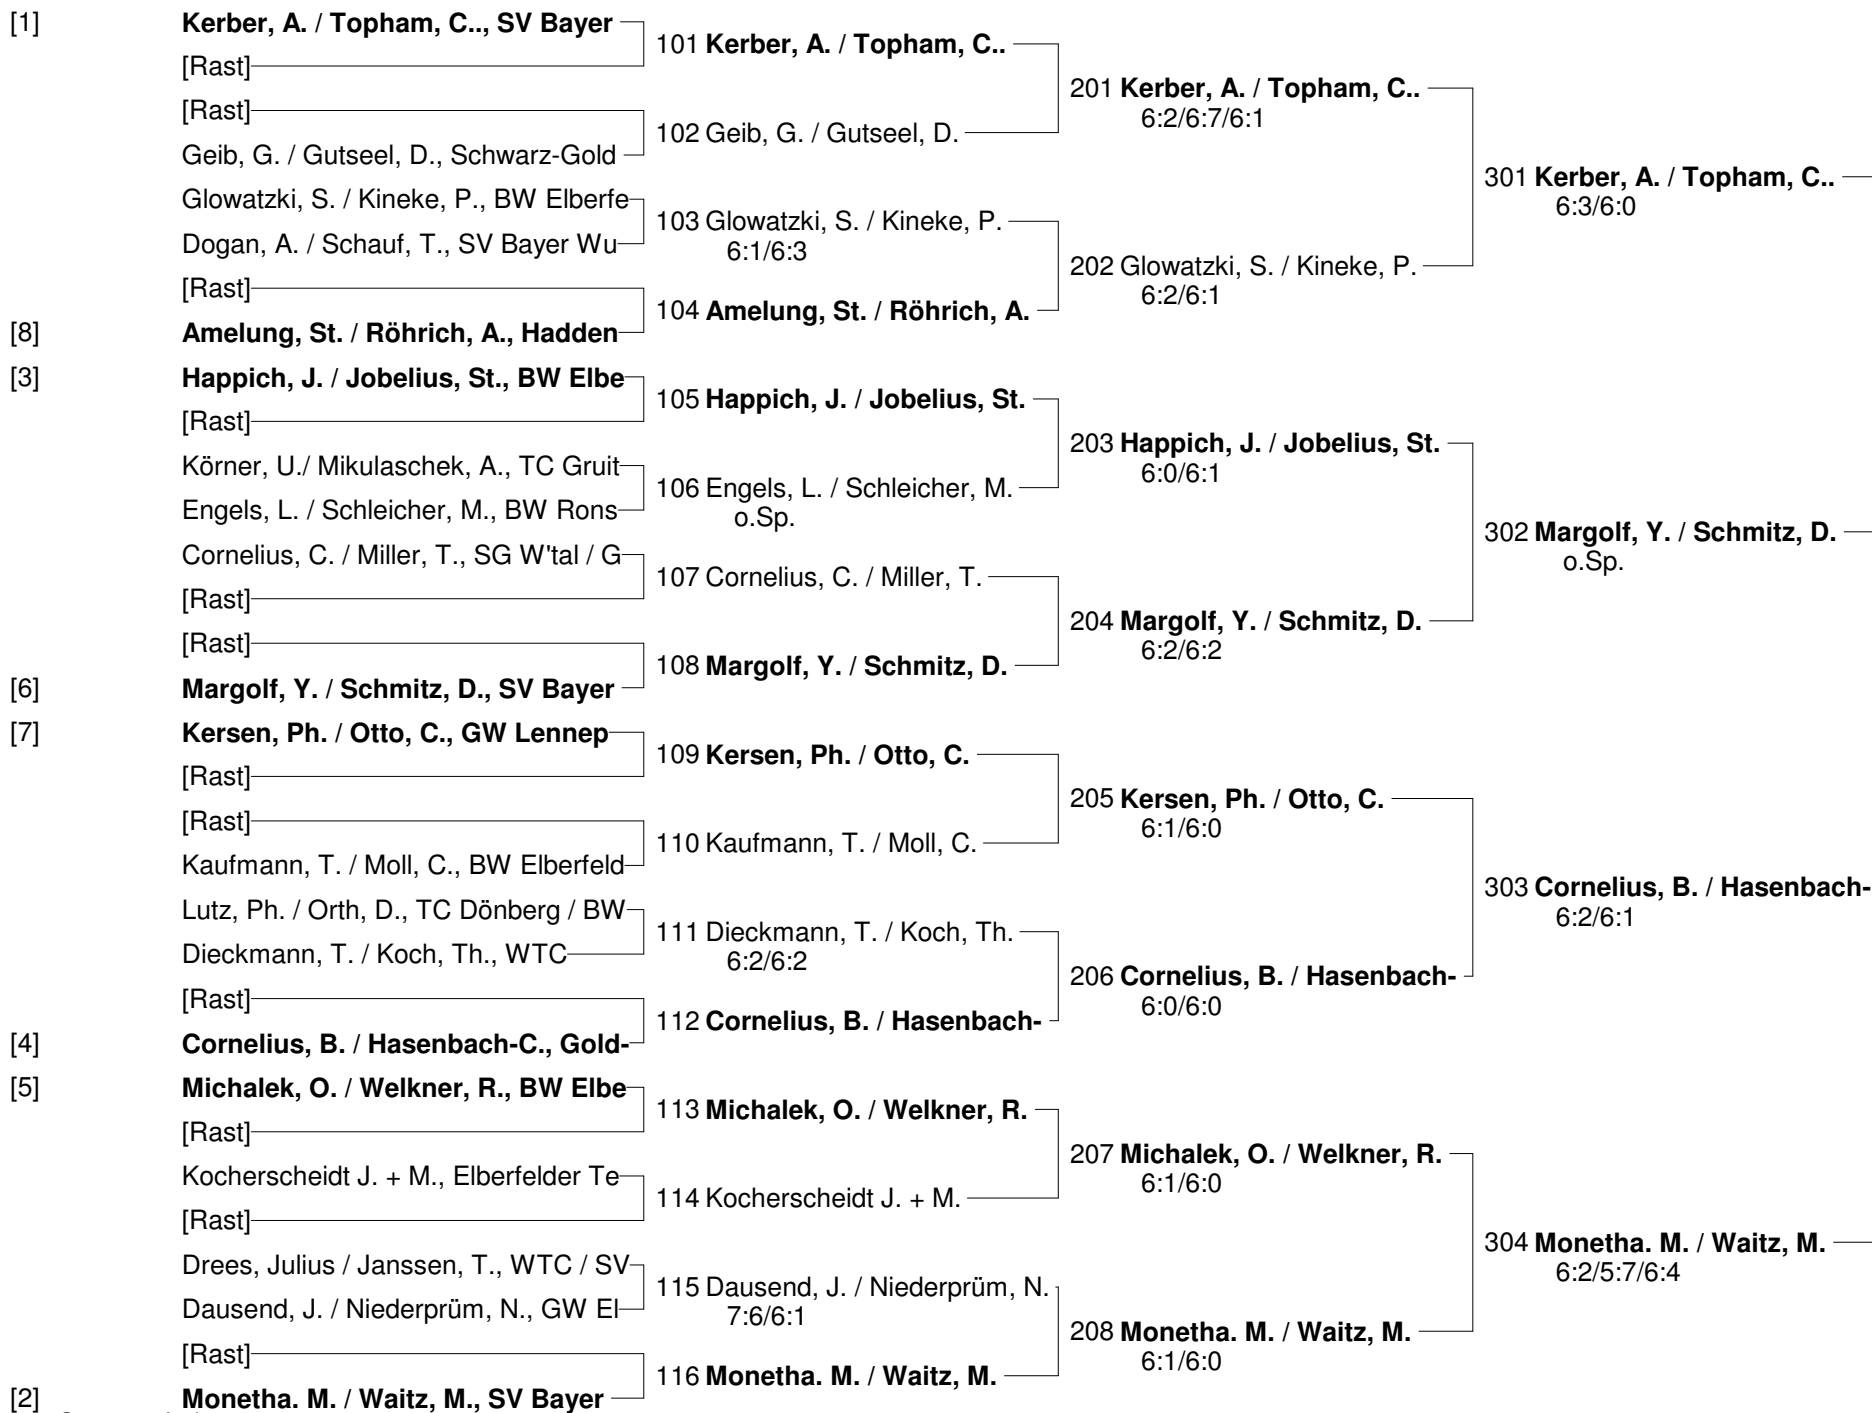 [1] Kerber, A. / Topham, C.., SV Bayer
101 Kerber, A. / Topham, C..
[Rast]
201 Kerber, A. / Topham, C..
6:2/6:7/6:1
[Rast]
102 Geib, G. / Gutseel, D.
Geib, G. / Gutseel, D., Schwarz-Gold
301 Kerber, A. / Topham, C..
6:3/6:0
Glowatzki, S. / Kineke, P., BW Elberfe
103 Glowatzki, S. / Kineke, P.
6:1/6:3
Dogan, A. / Schauf, T., SV Bayer Wu
202 Glowatzki, S. / Kineke, P.
6:2/6:1
[Rast]
104 Amelung, St. / Röhrich, A.
[8] Amelung, St. / Röhrich, A., Hadden
[3] Happich, J. / Jobelius, St., BW Elbe
105 Happich, J. / Jobelius, St.
[Rast]
203 Happich, J. / Jobelius, St.
6:0/6:1
Körner, U./ Mikulaschek, A., TC Gruit
106 Engels, L. / Schleicher, M.
o.Sp.
Engels, L. / Schleicher, M., BW Rons
302 Margolf, Y. / Schmitz, D.
o.Sp.
Cornelius, C. / Miller, T., SG W'tal / G
107 Cornelius, C. / Miller, T.
[Rast]
204 Margolf, Y. / Schmitz, D.
6:2/6:2
[Rast]
108 Margolf, Y. / Schmitz, D.
[6] Margolf, Y. / Schmitz, D., SV Bayer
[7] Kersen, Ph. / Otto, C., GW Lennep
109 Kersen, Ph. / Otto, C.
[Rast]
205 Kersen, Ph. / Otto, C.
6:1/6:0
[Rast]
110 Kaufmann, T. / Moll, C.
Kaufmann, T. / Moll, C., BW Elberfeld
303 Cornelius, B. / Hasenbach-
6:2/6:1
Lutz, Ph. / Orth, D., TC Dönberg / BW
111 Dieckmann, T. / Koch, Th.
6:2/6:2
Dieckmann, T. / Koch, Th., WTC
206 Cornelius, B. / Hasenbach-
6:0/6:0
[Rast]
112 Cornelius, B. / Hasenbach-
[4] Cornelius, B. / Hasenbach-C., Gold-
[5] Michalek, O. / Welkner, R., BW Elbe
113 Michalek, O. / Welkner, R.
[Rast]
207 Michalek, O. / Welkner, R.
6:1/6:0
Kocherscheidt J. + M., Elberfelder Te
114 Kocherscheidt J. + M.
[Rast]
304 Monetha. M. / Waitz, M.
6:2/5:7/6:4
Drees, Julius / Janssen, T., WTC / SV
115 Dausend, J. / Niederprüm, N.
7:6/6:1
Dausend, J. / Niederprüm, N., GW El
208 Monetha. M. / Waitz, M.
6:1/6:0
[Rast]
116 Monetha. M. / Waitz, M.
[2] Monetha. M. / Waitz, M., SV Bayer